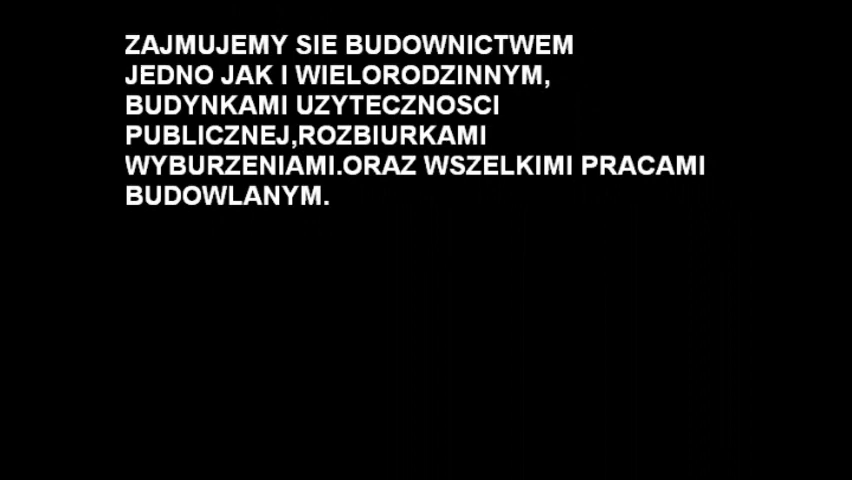 ZAJMUJEMY SIE BUDOWNICTWEM
JEDNO JAK I WIELORODZINNYM,
BUDYNKAMI UZYTECZNOSCI
PUBLICZNEJ,ROZBIURKAMI
WYBURZENIAMI.ORAZ WSZELKIMI PRACAMI
BUDOWLANYM.